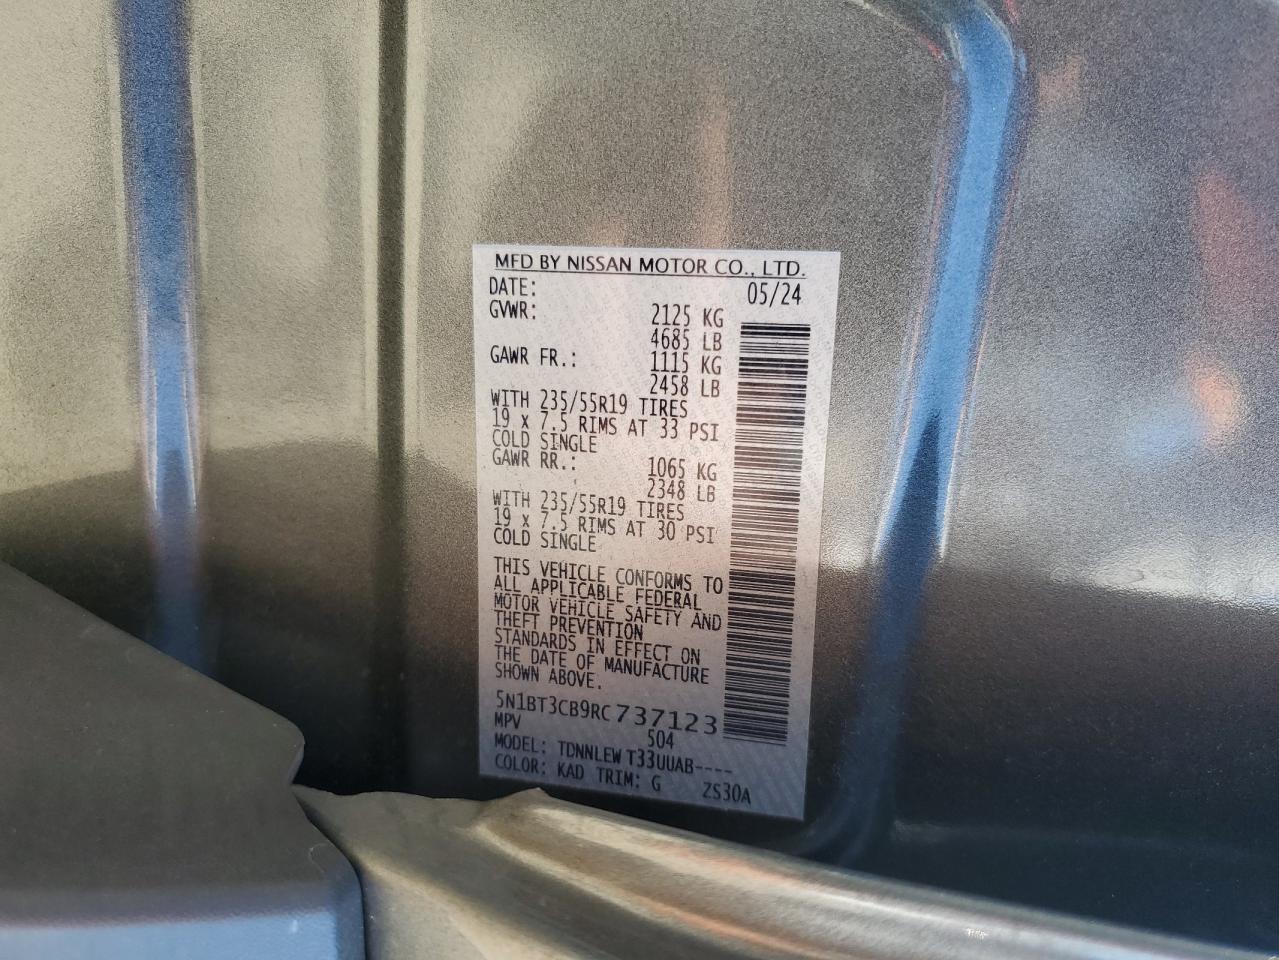 MFD BY NISSAN MOTOR CO., LTD.
DATE: 05/24
GVWR: 2125 KG
4685 LB
GAWR FR.: 1115 KG
2458 LB
WITH 235/55R19 TIRES
19 x 7.5 RIMS AT 33 PSI
COLD SINGLE
GAWR RR.: 1065 KG
2348 LB
WITH 235/55R19 TIRES
19 x 7.5 RIMS AT 30 PSI
COLD SINGLE
THIS VEHICLE CONFORMS TO
ALL APPLICABLE FEDERAL
MOTOR VEHICLE SAFETY AND
THEFT PREVENTION
STANDARDS IN EFFECT ON
THE DATE OF MANUFACTURE
SHOWN ABOVE.
5N1BT3CB9RC737123
MPV 504
MODEL: TDNNLEW T33UUAB----
COLOR: KAD TRIM: G ZS30A